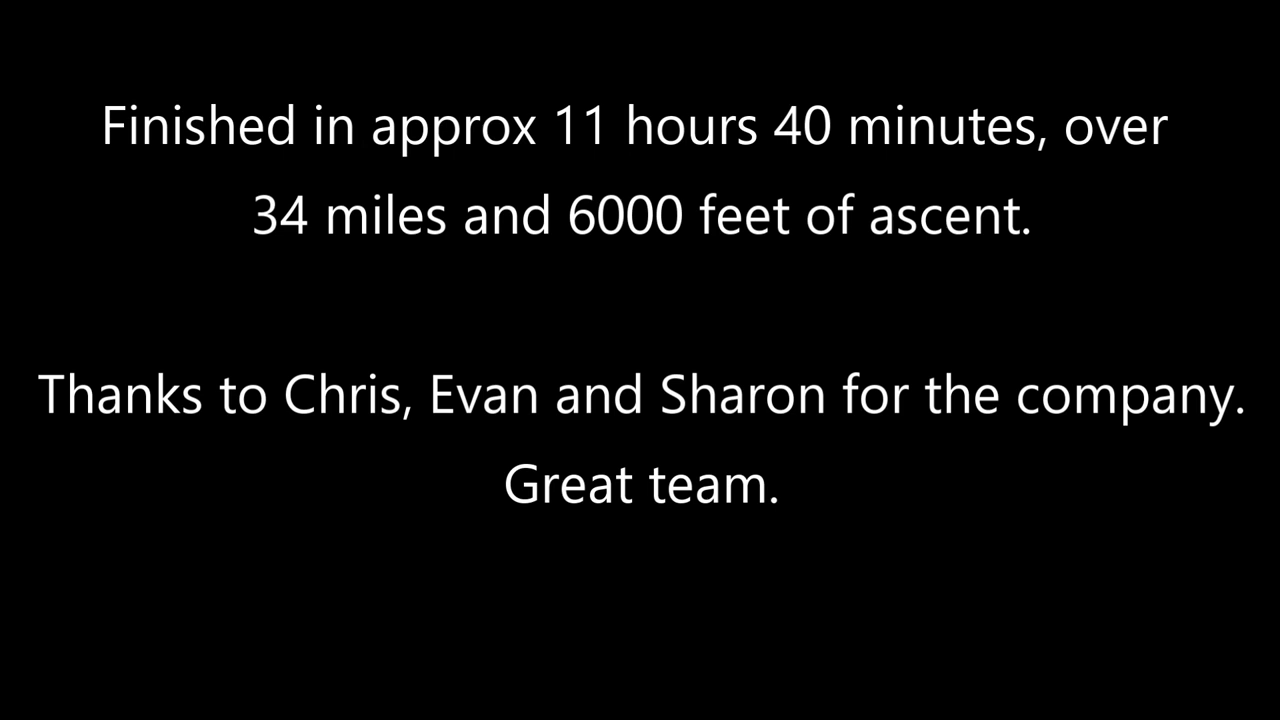 Finished in approx 11 hours 40 minutes, over
34 miles and 6000 feet of ascent.
Thanks to Chris, Evan and Sharon for the company.
Great team.